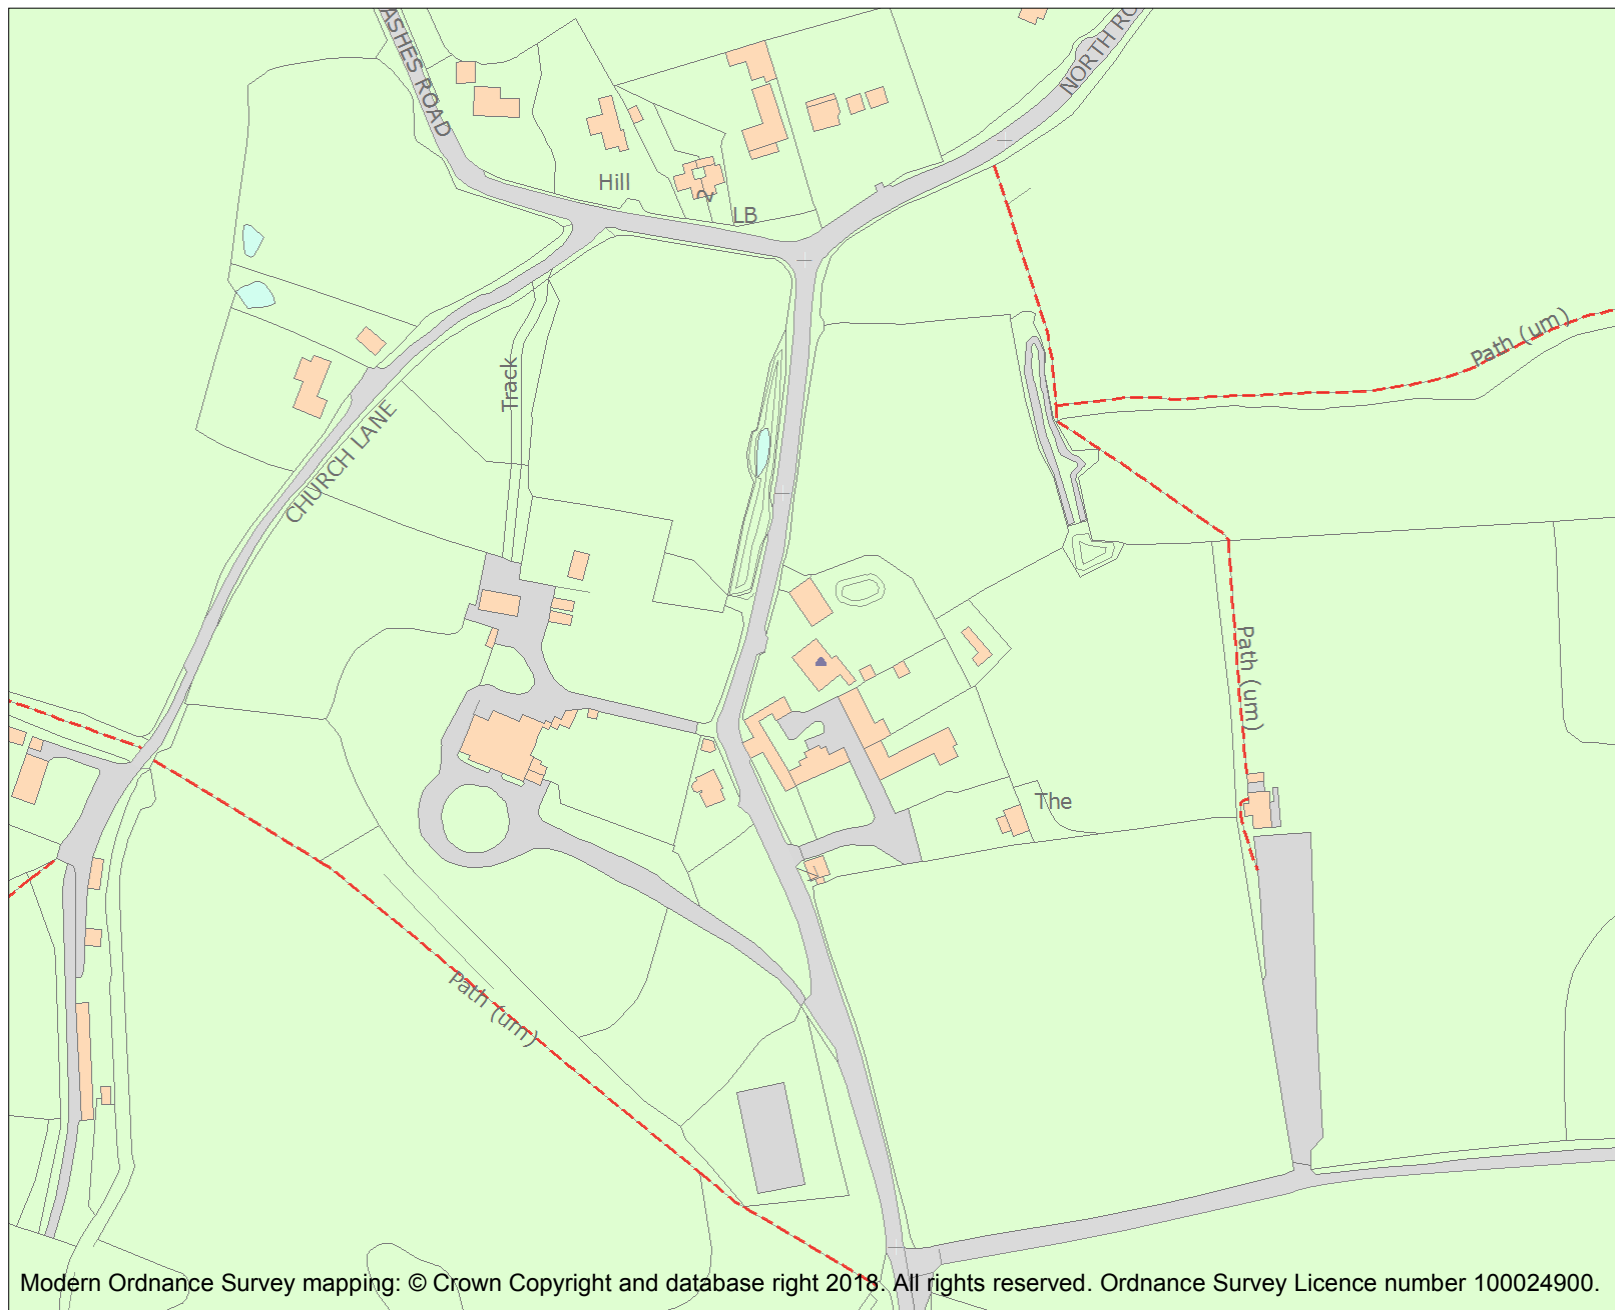 ASHES ROAD
NORTH RO
Hill
2
LB
Path (um)
Track
CHURCH LANE
Path (um)
The
Path (um)
Modern Ordnance Survey mapping: © Crown Copyright and database right 2018. All rights reserved. Ordnance Survey Licence number 100024900.